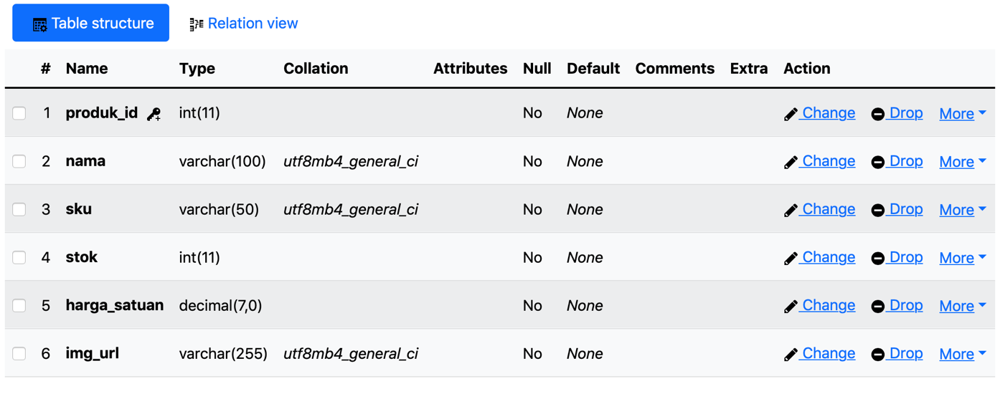 Table structure Relation view
# Name Type Collation Attributes Null Default Comments Extra Action
1 produk_id int(11) No None Change Drop More
2 nama varchar(100) utf8mb4_general_ci No None Change Drop More
3 sku varchar(50) utf8mb4_general_ci No None Change Drop More
4 stok int(11) No None Change Drop More
5 harga_satuan decimal(7,0) No None Change Drop More
6 img_url varchar(255) utf8mb4_general_ci No None Change Drop More